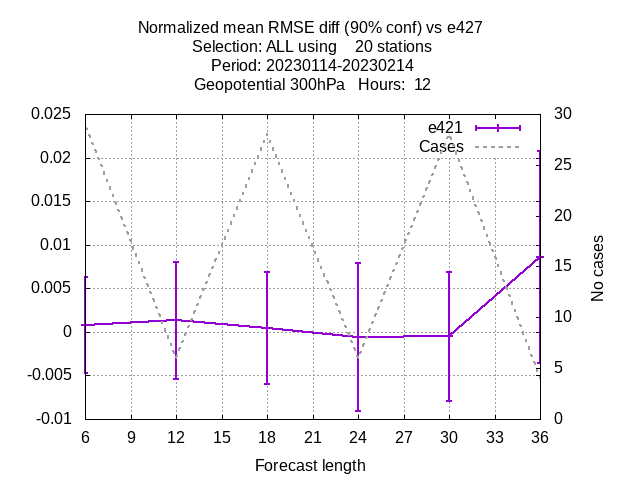 Normalized mean RMSE diff (90% conf) vs e427
Selection: ALL using    20 stations
Period: 20230114-20230214
Geopotential 300hPa   Hours:  12
e421
Cases
0.025
0.02
0.015
0.01
0.005
0
-0.005
-0.01
30
25
20
15
10
5
0
No cases
6 9 12 15 18 21 24 27 30 33 36
Forecast length